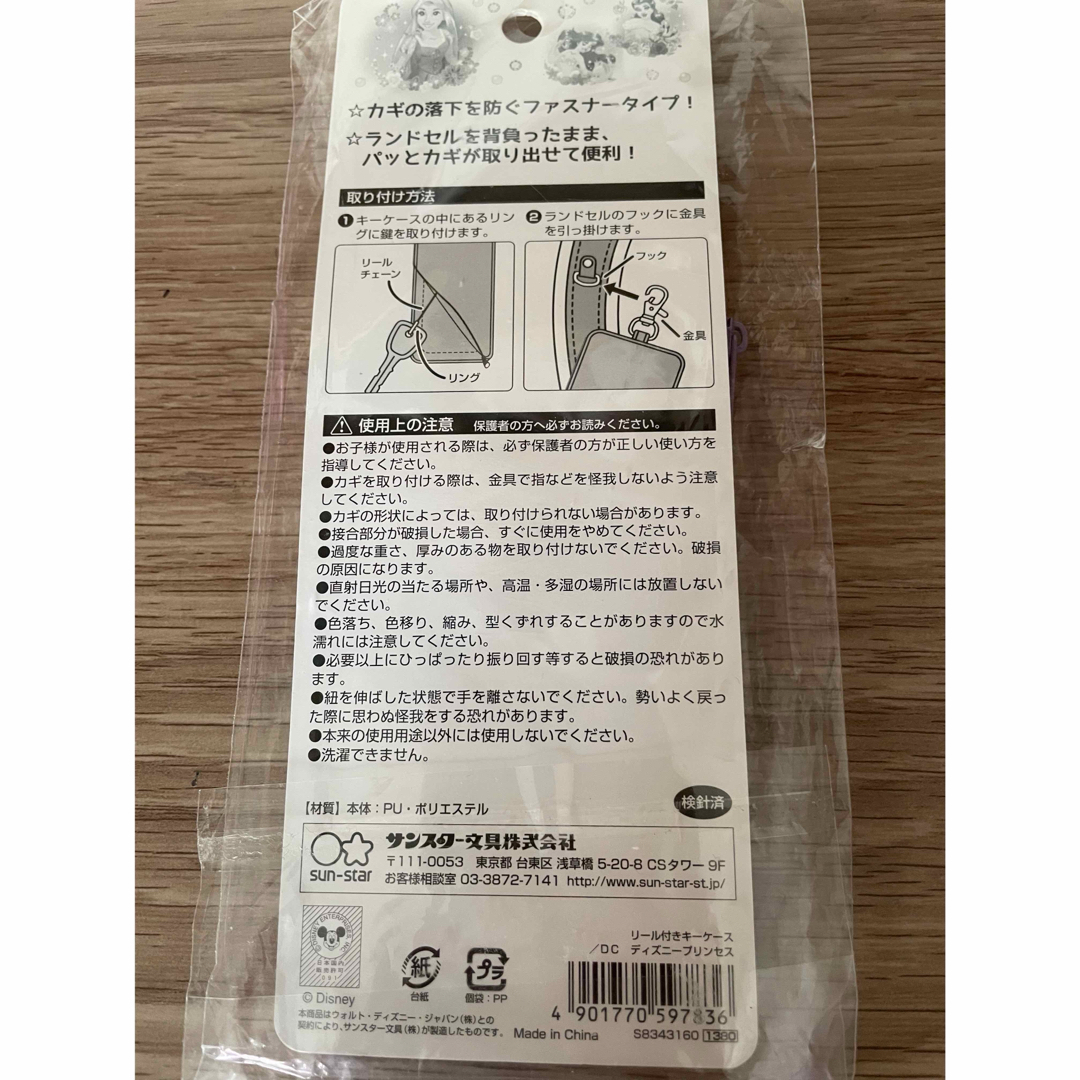 ☆カギの落下を防ぐファスナータイプ！
☆ランドセルを背負ったまま、
パッとカギが取り出せて便利！
取り付け方法
❶キーケースの中にあるリン
グに鍵を取り付けます。
❷ランドセルのフックに金具
を引っ掛けます。
リール
チェーン
リング
フック
金具
⚠ 使用上の注意 保護者の方へ必ずお読みください。
●お子様が使用される際は、必ず保護者の方が正しい使い方を
指導してください。
●カギを取り付ける際は、金具で指などを怪我しないよう注意
してください。
●カギの形状によっては、取り付けられない場合があります。
●接合部分が破損した場合、すぐに使用をやめてください。
●過度な重さ、厚みのある物を取り付けないでください。破損
の原因になります。
●直射日光の当たる場所や、高温・多湿の場所には放置しない
でください。
●色落ち、色移り、縮み、型くずれすることがありますので水
濡れには注意してください。
●必要以上にひっぱったり振り回す等すると破損の恐れがあり
ます。
●紐を伸ばした状態で手を離さないでください。勢いよく戻っ
た際に思わぬ怪我をする恐れがあります。
●本来の使用用途以外には使用しないでください。
●洗濯できません。
【材質】本体：PU・ポリエステル
検針済
sun-star
サンスター文具株式会社
〒111-0053 東京都 台東区 浅草橋 5-20-8 CSタワー 9F
お客様相談室 03-3872-7141 http://www.sun-star-st.jp/
日本国内
販売許可
© Disney
紙
台紙
プラ
個袋：PP
リール付きキーケース
／DC ディズニープリンセス
4 901770 597836
本商品はウォルト・ディズニー・ジャパン(株)との
契約により、サンスター文具(株)が製造したものです。
Made in China
S8343160 1380